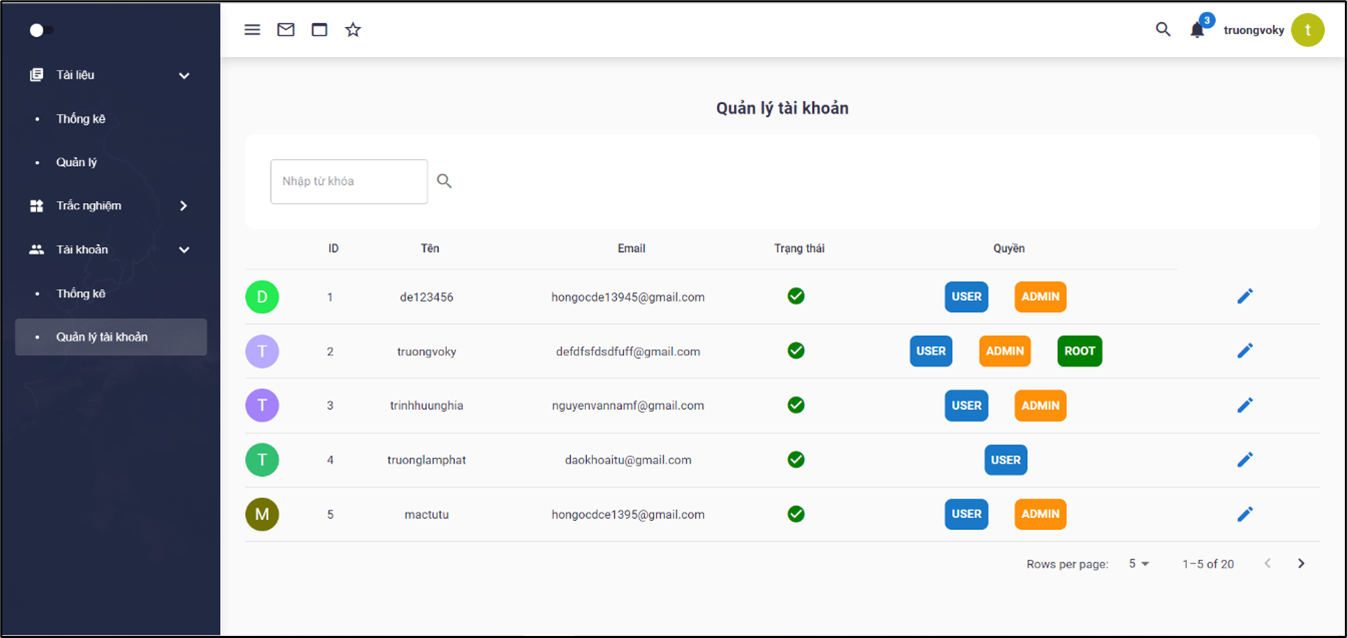 3
truongvoky
t
Tài liệu
Thống kê
Quản lý
Trắc nghiệm
Tài khoản
Thống kê
Quản lý tài khoản
Quản lý tài khoản
Nhập từ khóa
ID Tên Email Trạng thái Quyền
D 1 de123456 hongocde13945@gmail.com USER ADMIN
T 2 truongvoky defdfsfdsdfuff@gmail.com USER ADMIN ROOT
T 3 trinhhuunghia nguyenvannamf@gmail.com USER ADMIN
T 4 truonglamphat daokhoaitu@gmail.com USER
M 5 mactutu hongocdce1395@gmail.com USER ADMIN
Rows per page: 5 1–5 of 20